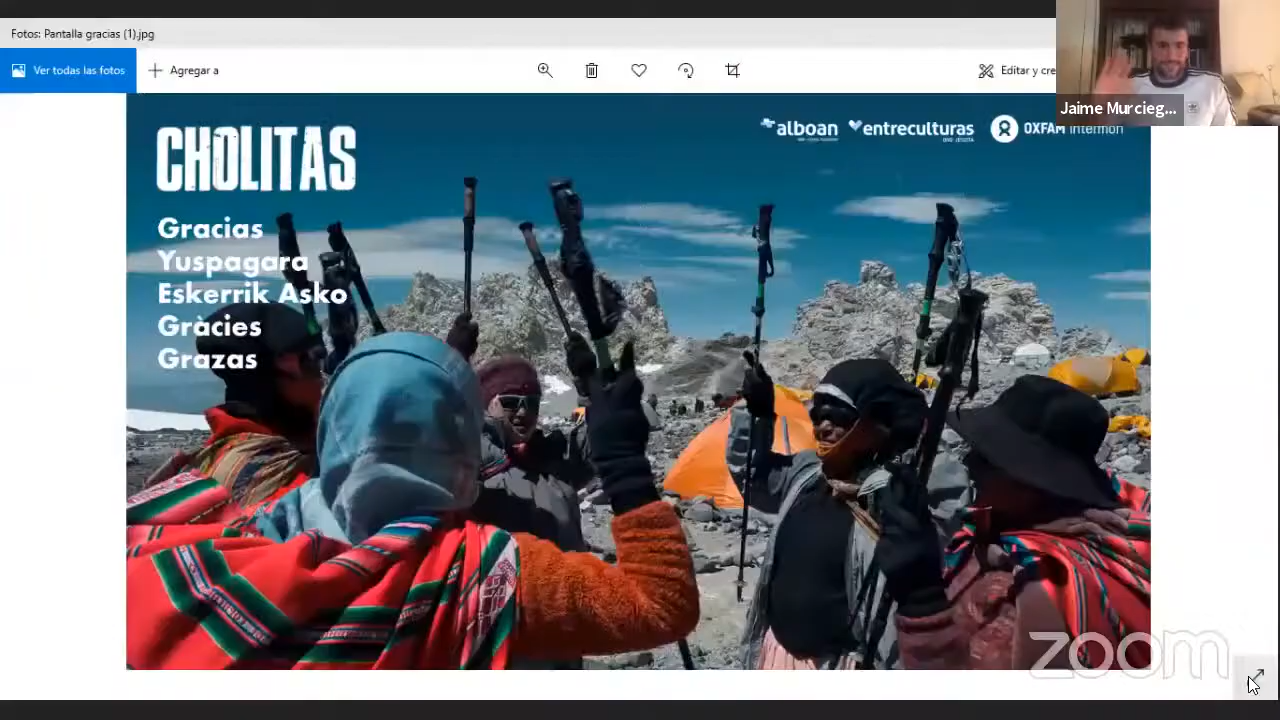 Fotos: Pantalla gracias (1).jpg
Ver todas las fotos
Agregar a
Editar y cre
Jaime Murcieg...
CHOLITAS
alboan
entreculturas
OXFAM Intermón
Gracias
Yuspagara
Eskerrik Asko
Gràcies
Grazas
zoom